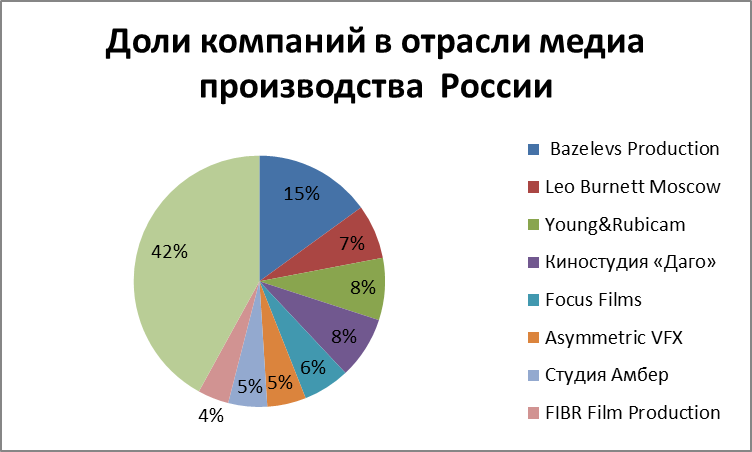 Доли компаний в отрасли медиа
производства России
15%
7%
8%
8%
6%
5%
5%
4%
42%
Bazelevs Production
Leo Burnett Moscow
Young&Rubicam
Киностудия «Даго»
Focus Films
Asymmetric VFX
Студия Амбер
FIBR Film Production